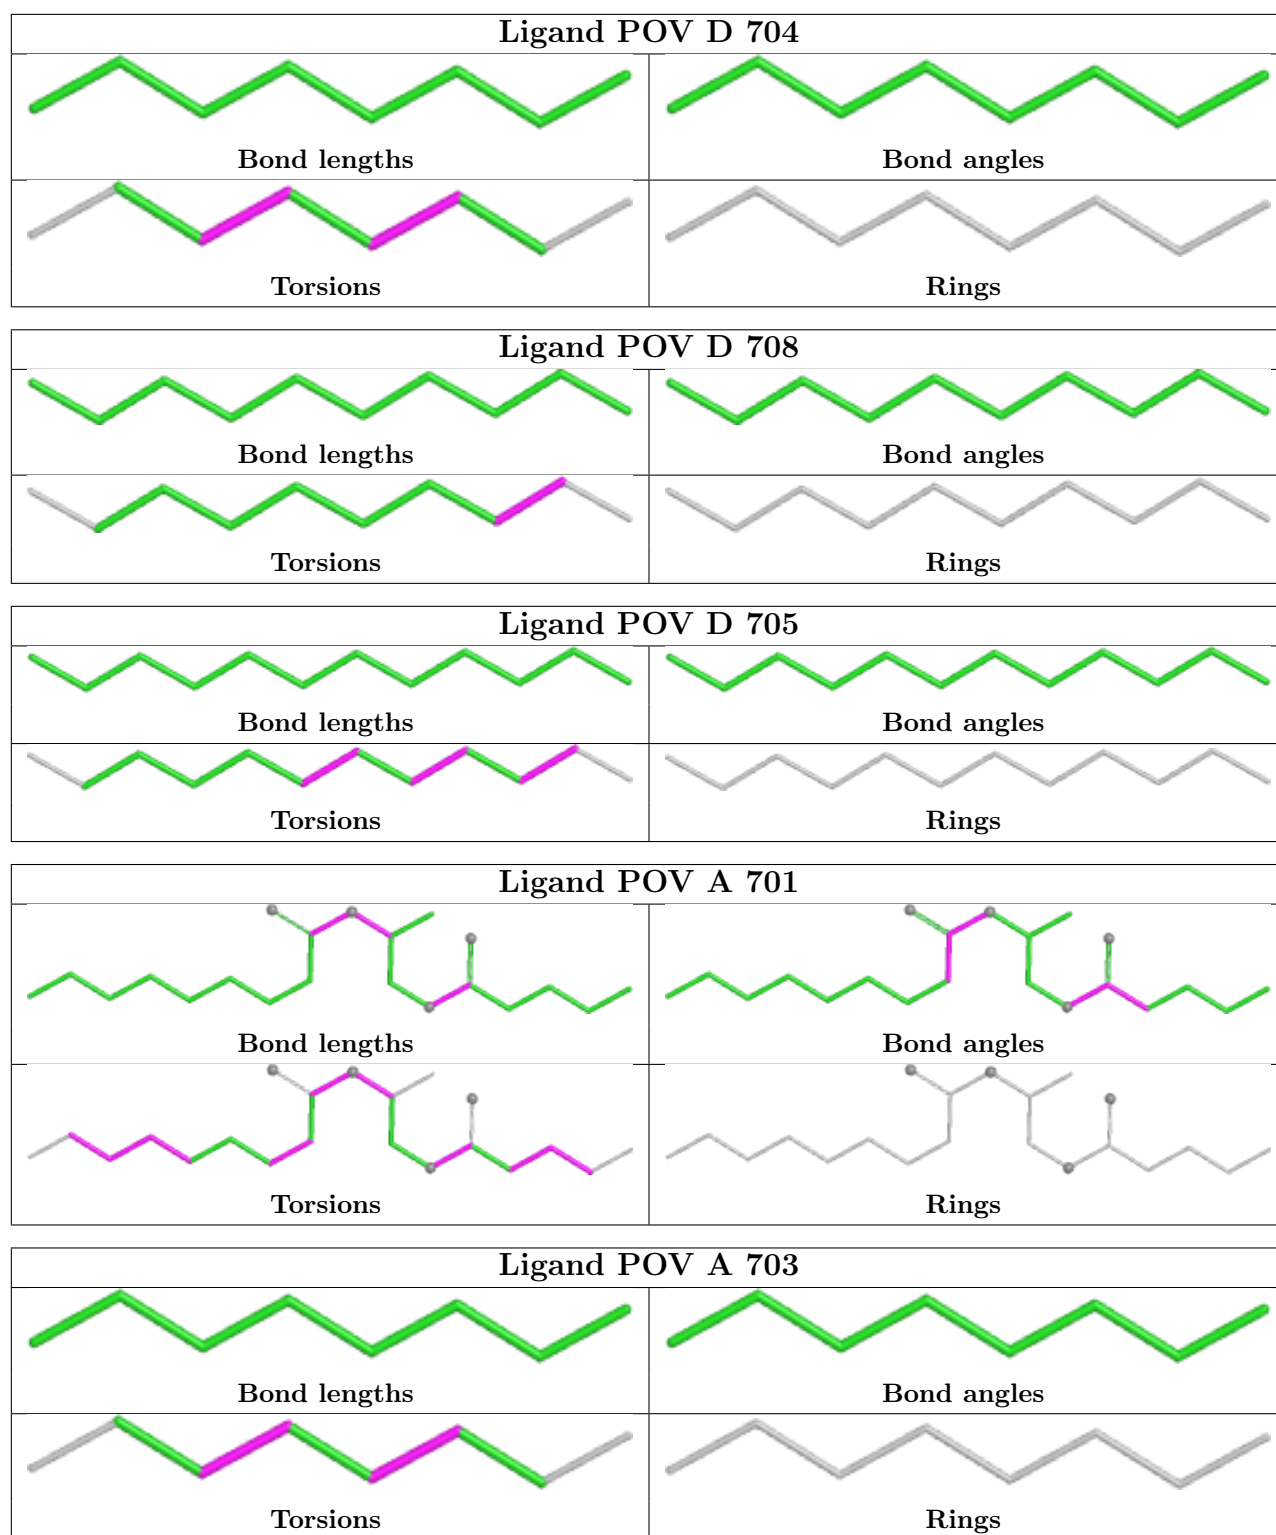 Ligand POV D 704
Bond lengths
Bond angles
Torsions
Rings
Ligand POV D 708
Bond lengths
Bond angles
Torsions
Rings
Ligand POV D 705
Bond lengths
Bond angles
Torsions
Rings
Ligand POV A 701
Bond lengths
Bond angles
Torsions
Rings
Ligand POV A 703
Bond lengths
Bond angles
Torsions
Rings